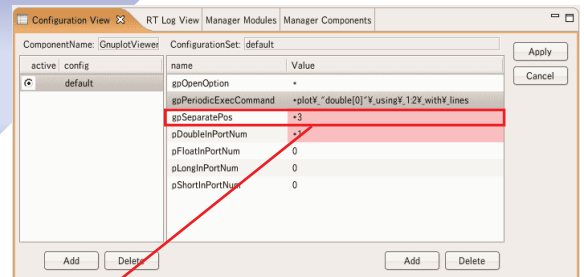 Configuration View RT Log View Manager Modules Manager Components
ComponentName: GnuplotViewer ConfigurationSet: default Apply
active config name Value Cancel
default gpOpenOption *
gpPeriodicExecCommand *plot¥_"double[0]"¥_using¥_1:2¥_with¥_lines
gpSeparatePos *3
pDoubleInPortNum *1
pFloatInPortNum 0
pLongInPortNum 0
pShortInPortNum 0
Add Delete Add Delete